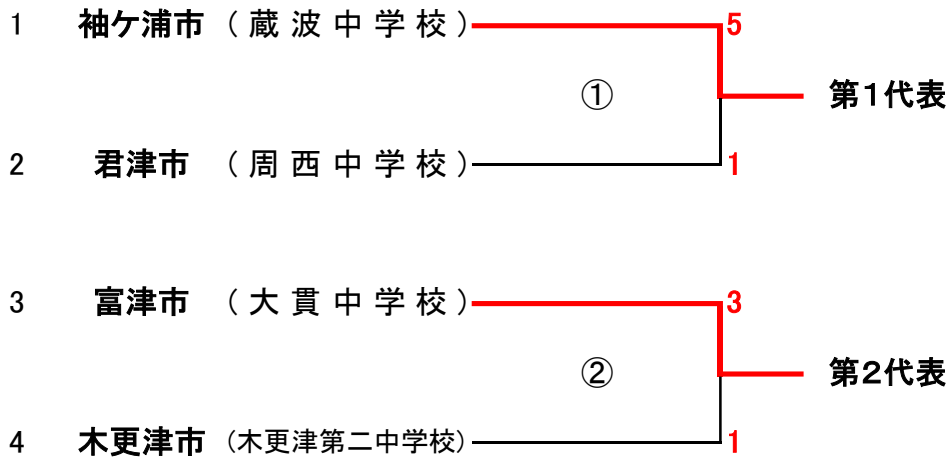 1 袖ケ浦市 （ 蔵 波 中 学 校 ） 5
① 第１代表
2 君津市 （ 周 西 中 学 校 ） 1
3 富津市 （ 大 貫 中 学 校 ） 3
② 第２代表
4 木更津市 （木更津第二中学校） 1